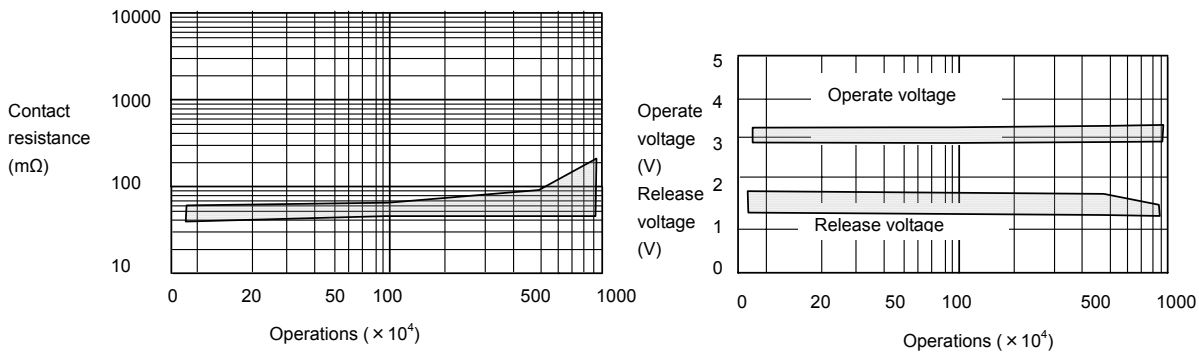 10000
1000
100
10
Contact
resistance
(mΩ)
0 20 50 100 500 1000
Operations ( × 10⁴)
5
4
3
2
1
0
Operate
voltage
(V)
Release
voltage
(V)
Operate voltage
Release voltage
0 20 50 100 500 1000
Operations ( × 10⁴)